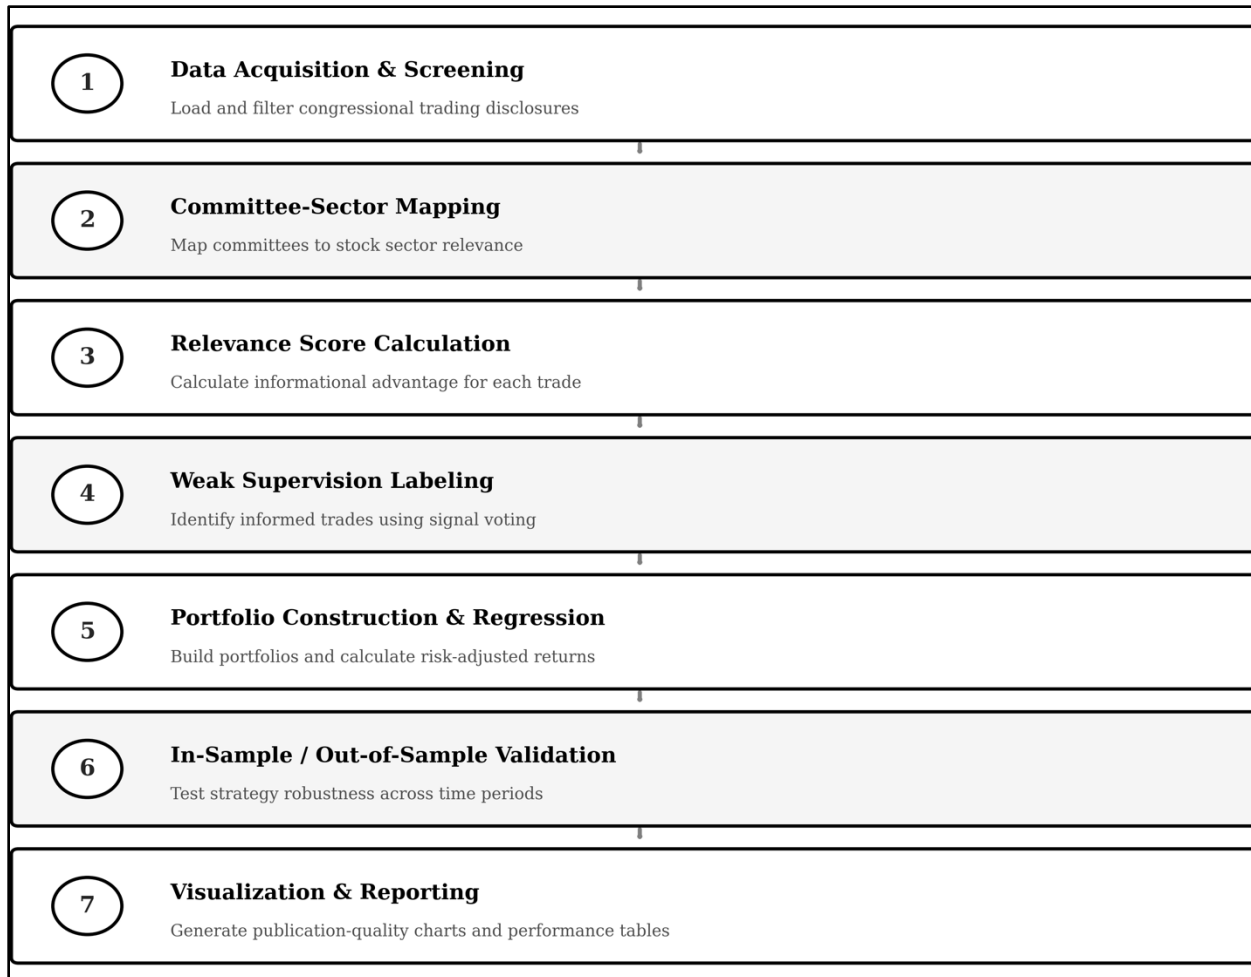 1
Data Acquisition & Screening
Load and filter congressional trading disclosures
2
Committee-Sector Mapping
Map committees to stock sector relevance
3
Relevance Score Calculation
Calculate informational advantage for each trade
4
Weak Supervision Labeling
Identify informed trades using signal voting
5
Portfolio Construction & Regression
Build portfolios and calculate risk-adjusted returns
6
In-Sample / Out-of-Sample Validation
Test strategy robustness across time periods
7
Visualization & Reporting
Generate publication-quality charts and performance tables